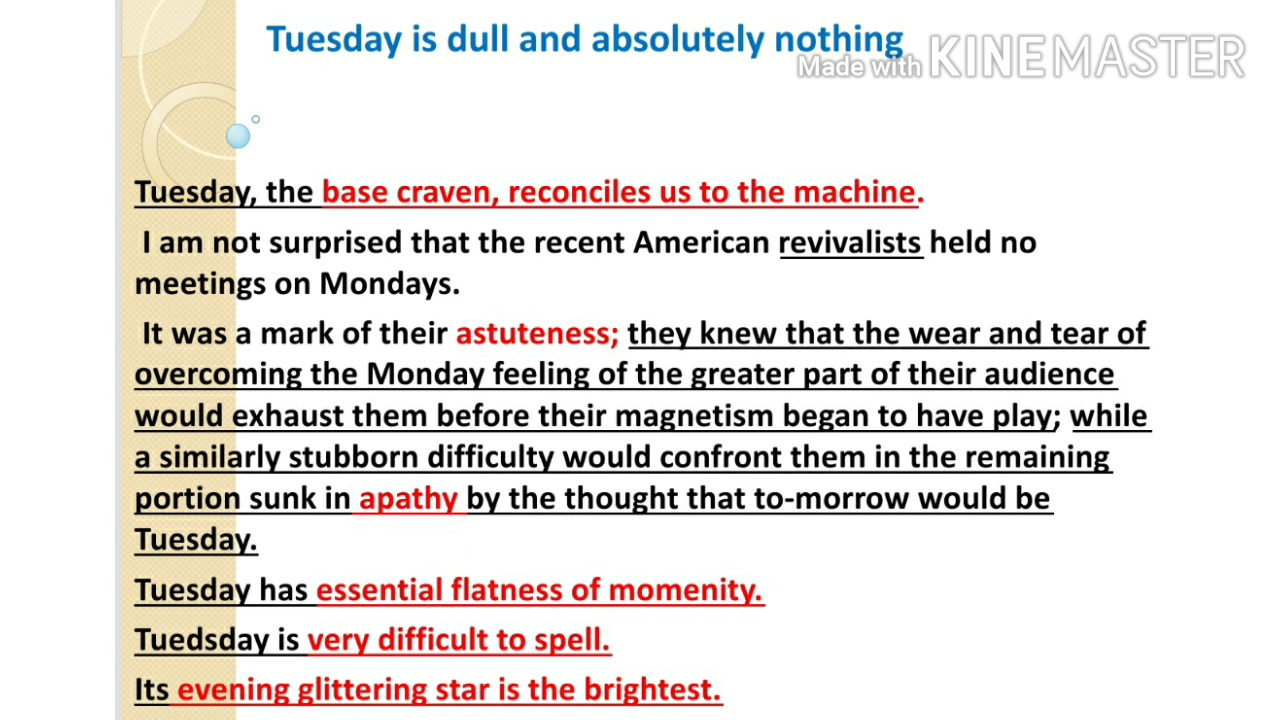 Tuesday is dull and absolutely nothing
Made with KINEMASTER
Tuesday, the base craven, reconciles us to the machine.
I am not surprised that the recent American revivalists held no
meetings on Mondays.
It was a mark of their astuteness; they knew that the wear and tear of
overcoming the Monday feeling of the greater part of their audience
would exhaust them before their magnetism began to have play; while
a similarly stubborn difficulty would confront them in the remaining
portion sunk in apathy by the thought that to-morrow would be
Tuesday.
Tuesday has essential flatness of momenity.
Tuedsday is very difficult to spell.
Its evening glittering star is the brightest.